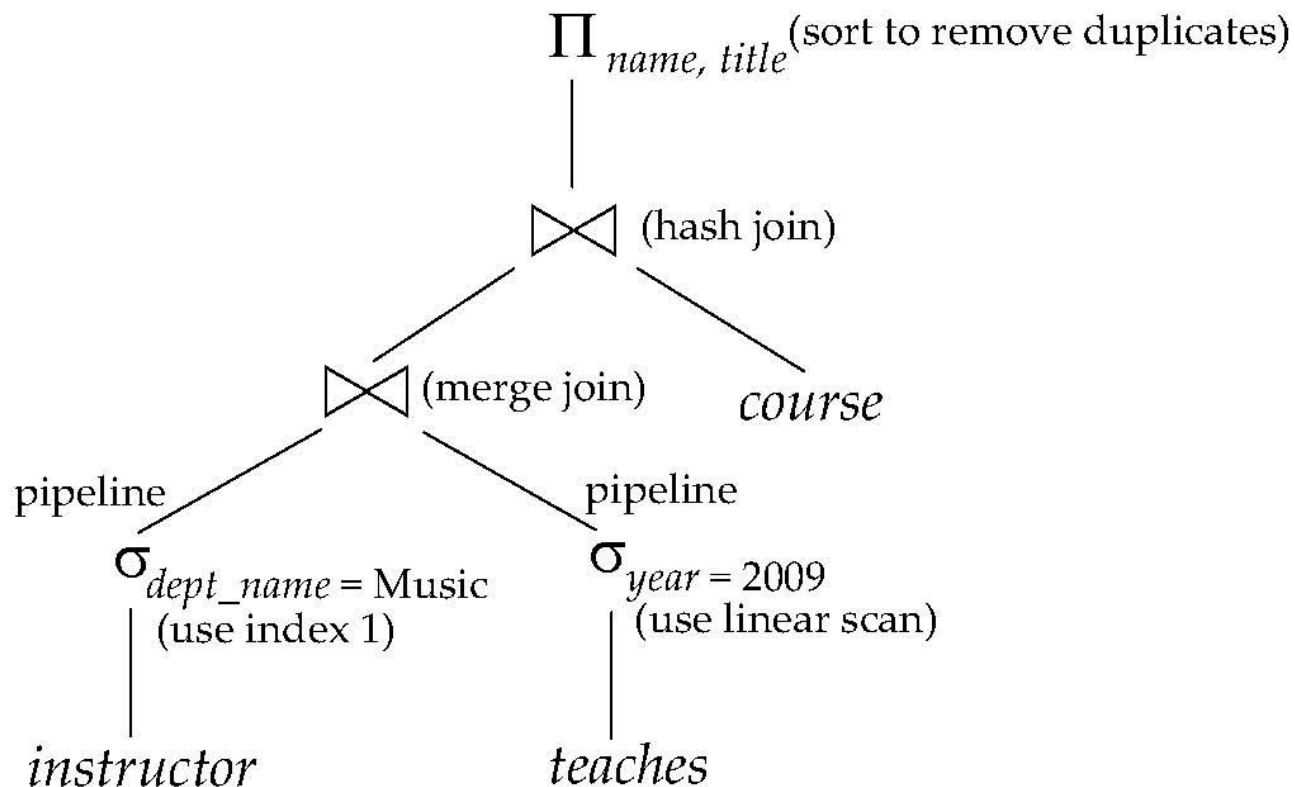 Π name, title (sort to remove duplicates)
⋈ (hash join)
⋈ (merge join)
course
pipeline
pipeline
σ dept_name = Music
(use index 1)
σ year = 2009
(use linear scan)
instructor
teaches